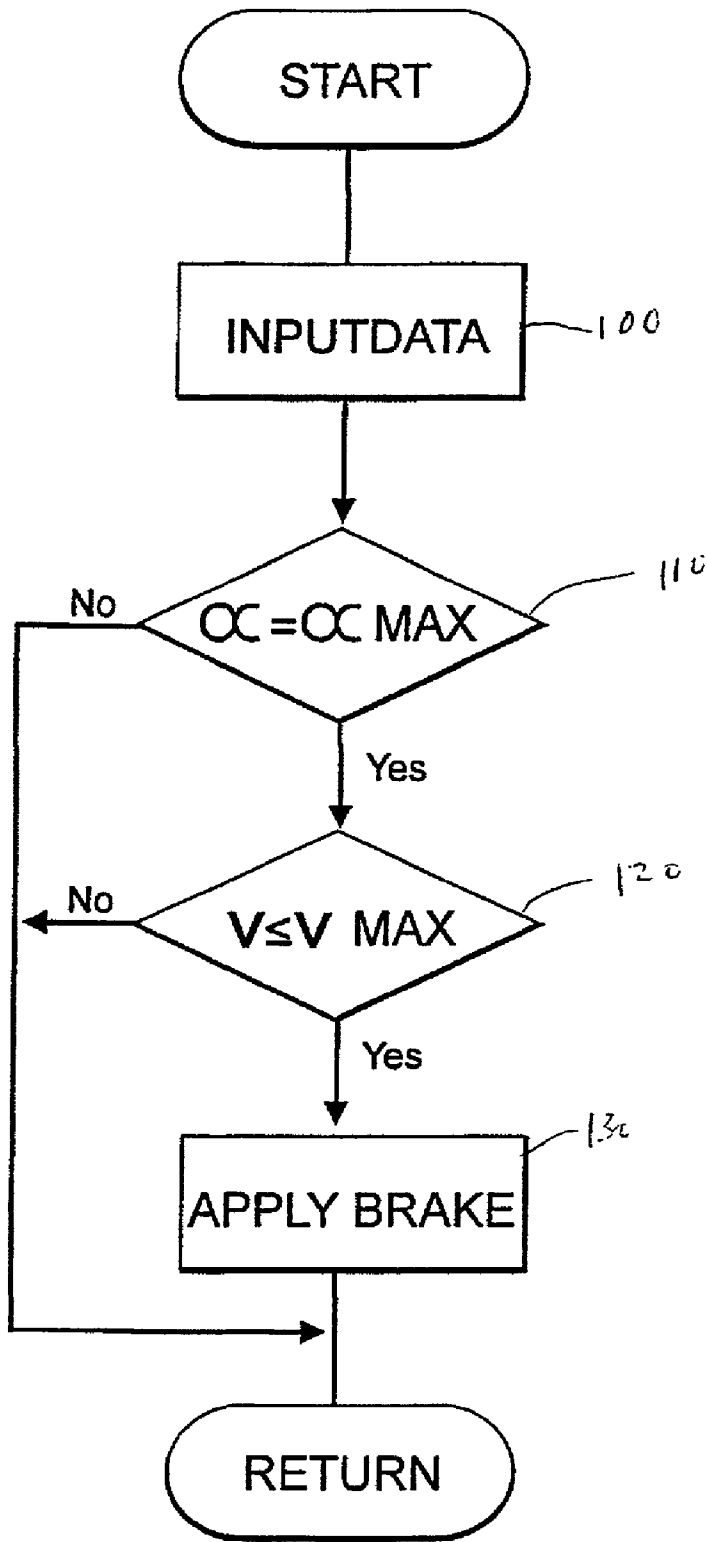 START
INPUTDATA
100
α = α MAX
110
No
Yes
V≤V MAX
120
No
Yes
APPLY BRAKE
130
RETURN